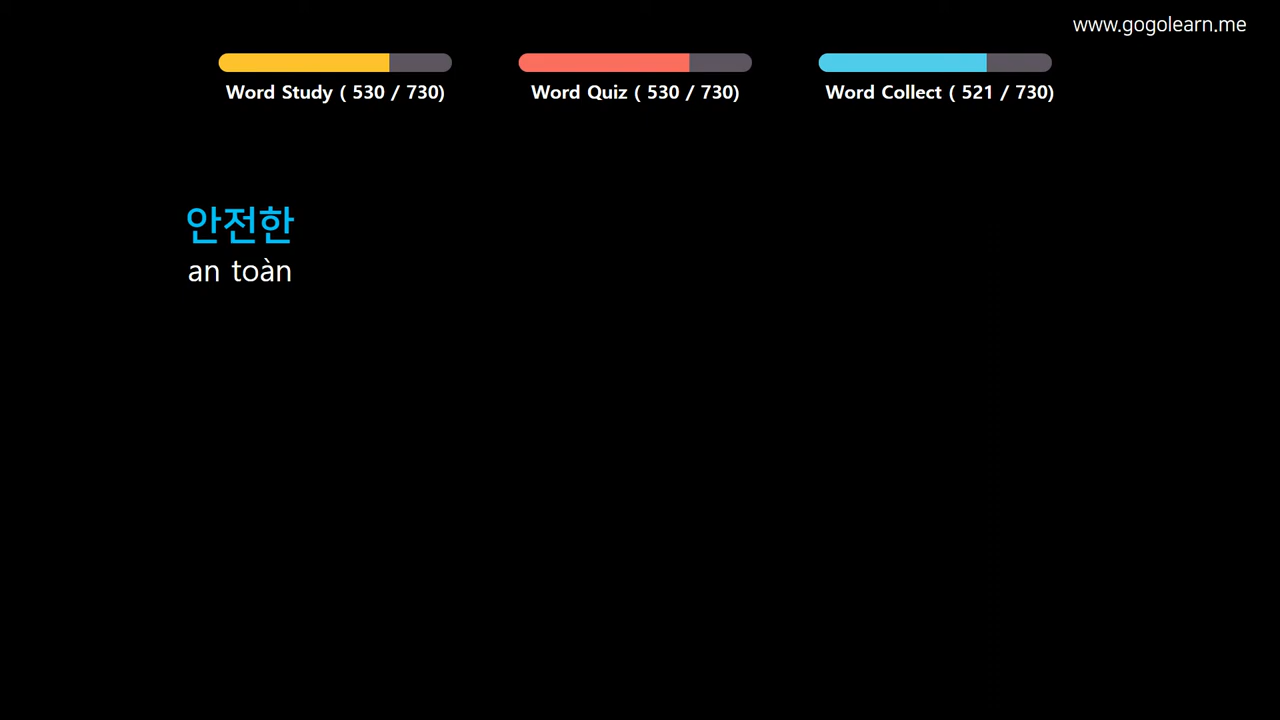 www.gogolearn.me
Word Study ( 530 / 730)
Word Quiz ( 530 / 730)
Word Collect ( 521 / 730)
안전한
an toàn